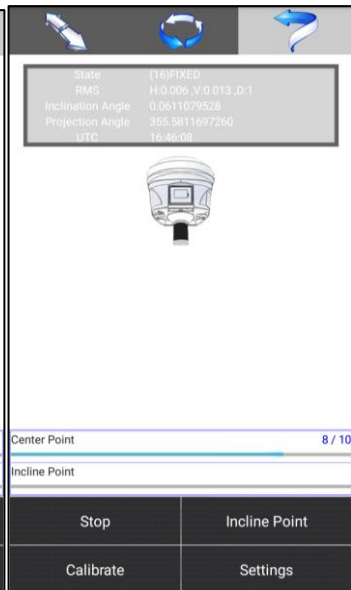 State (16)FIXED
RMS H:0.006 ,V:0.013 ,D:1
Inclination Angle 0.0611079528
Projection Angle 355.5811697260
UTC 16:46:08
Center Point 8 / 10
Incline Point
Stop Incline Point
Calibrate Settings